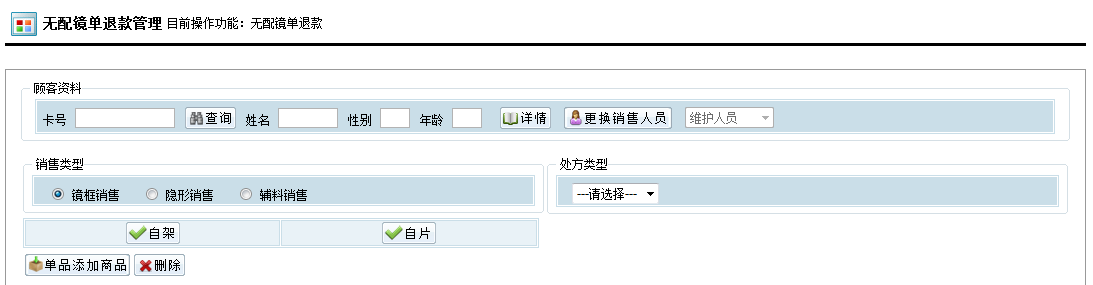 无配镜单退款管理 目前操作功能：无配镜单退款
顾客资料
卡号 查询 姓名 性别 年龄 详情 更换销售人员 维护人员
销售类型 处方类型
镜框销售 隐形销售 辅料销售 ---请选择---
自架 自片
单品添加商品 删除